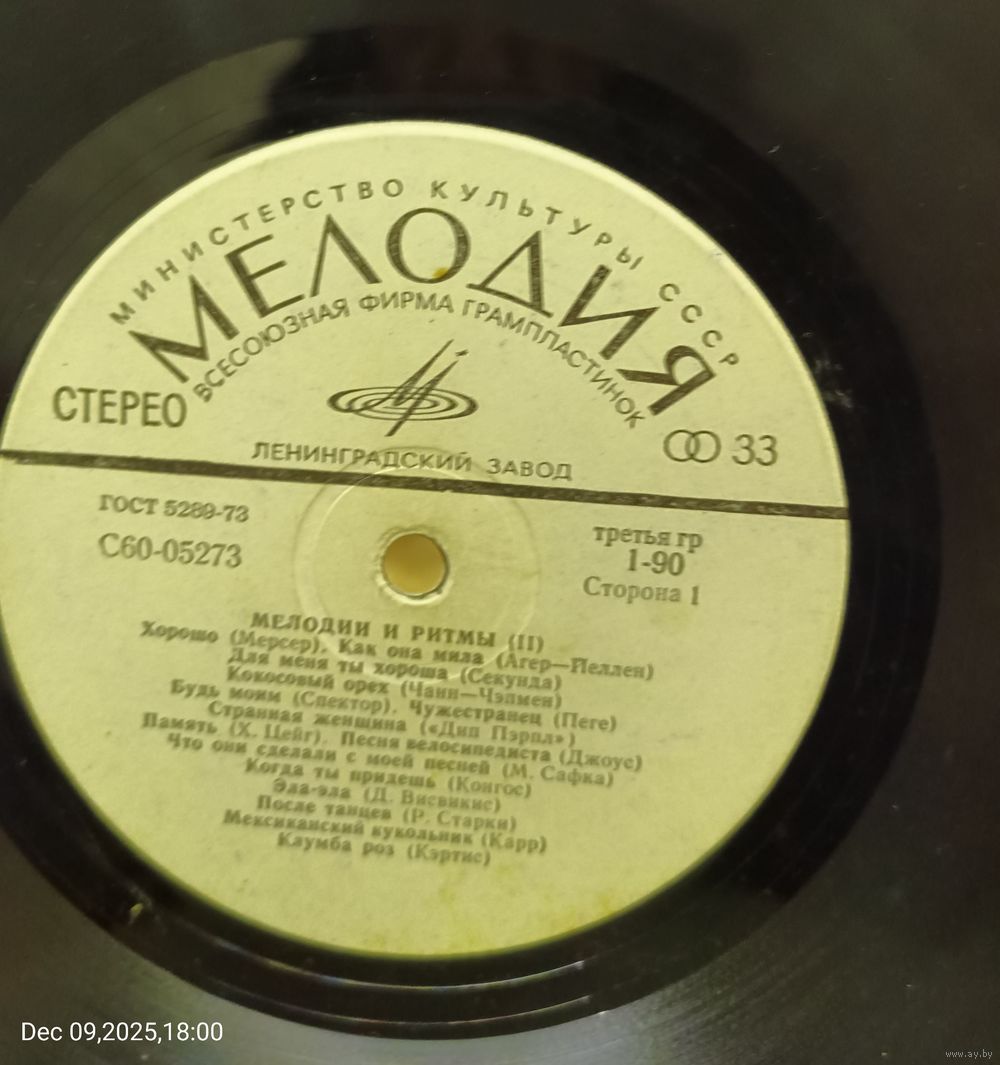 МИНИСТЕРСТВО КУЛЬТУРЫ СССР
МЕЛОДИЯ
ВСЕСОЮЗНАЯ ФИРМА ГРАМПЛАСТИНОК
СТЕРЕО
33
ЛЕНИНГРАДСКИЙ ЗАВОД
ГОСТ 5289-73
С60-05273
третья гр
1-90
Сторона 1
МЕЛОДИИ И РИТМЫ (II)
Хорошо (Мерсер). Как она мила (Агер—Йеллен)
Для меня ты хороша (Секунда)
Кокосовый орех (Чанн—Чэпмен)
Будь моим (Спектор). Чужестранец (Пеге)
Странная женщина («Дип Пэрпл»)
Память (Х. Цейг). Песня велосипедиста (Джоус)
Что они сделали с моей песней (М. Сафка)
Когда ты придешь (Конгос)
Эла-эла (Д. Висвикис)
После танцев (Р. Старки)
Мексиканский кукольник (Карр)
Клумба роз (Кэртис)
Dec 09,2025,18:00
www.ay.by